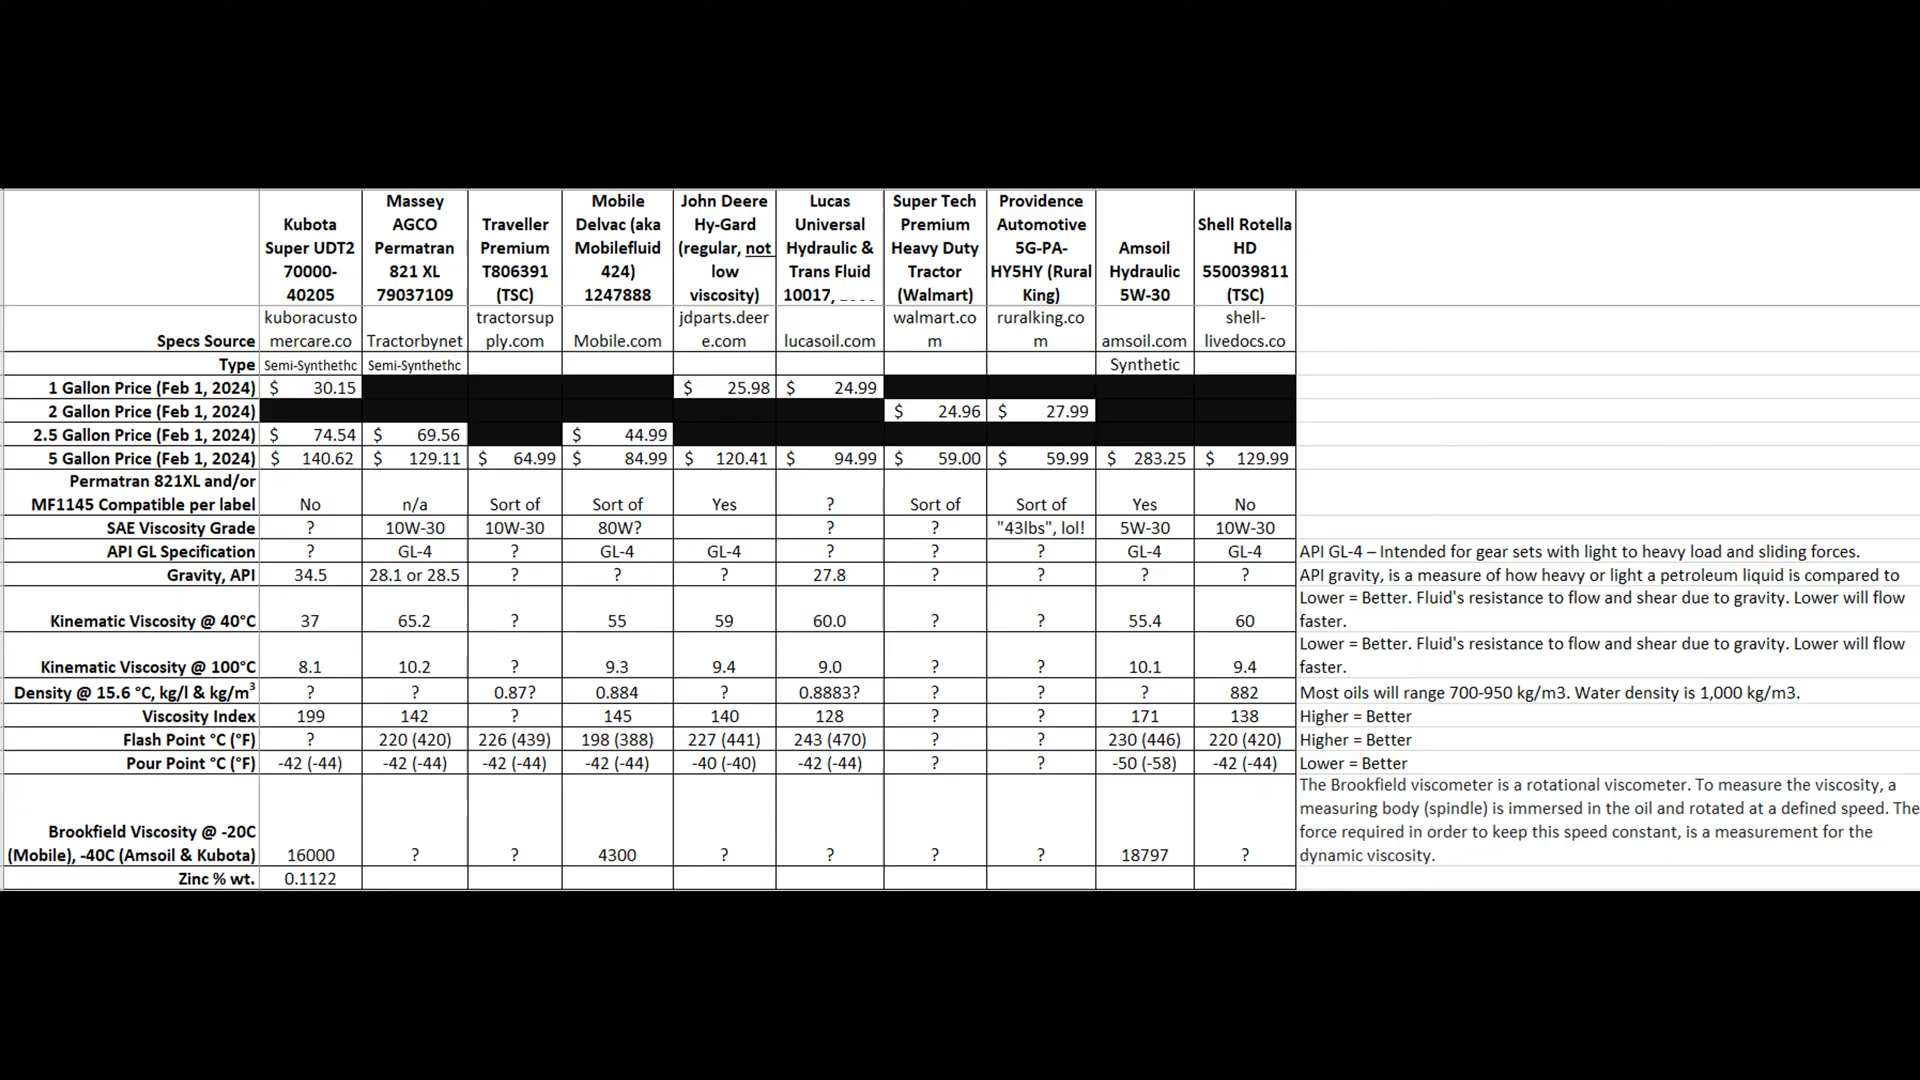 Kubota Super UDT2 70000-40205	Massey AGCO Permatran 821 XL 79037109	Traveller Premium T806391 (TSC)	Mobile Delvac (aka Mobilefluid 424) 1247888	John Deere Hy-Gard (regular, not low viscosity)	Lucas Universal Hydraulic & Trans Fluid 10017,	Super Tech Premium Heavy Duty Tractor (Walmart)	Providence Automotive 5G-PA-HY5HY (Rural King)	Amsoil Hydraulic 5W-30	Shell Rotella HD 550039811 (TSC)
Specs Source	kuboracustomercare.co	Tractorbynet	tractorsupply.com	Mobile.com	jdparts.deere.com	lucasoil.com	walmart.com	ruralking.com	amsoil.com	shell-livedocs.co
Type	Semi-Synthethc	Semi-Synthethc	Synthetic
1 Gallon Price (Feb 1, 2024)	$ 30.15	$ 25.98	$ 24.99
2 Gallon Price (Feb 1, 2024)	$ 24.96	$ 27.99
2.5 Gallon Price (Feb 1, 2024)	$ 74.54	$ 69.56	$ 44.99
5 Gallon Price (Feb 1, 2024)	$ 140.62	$ 129.11	$ 64.99	$ 84.99	$ 120.41	$ 94.99	$ 59.00	$ 59.99	$ 283.25	$ 129.99
Permatran 821XL and/or MF1145 Compatible per label	No	n/a	Sort of	Sort of	Yes	?	Sort of	Sort of	Yes	No
SAE Viscosity Grade	?	10W-30	10W-30	80W?	?	?	"43lbs", lol!	5W-30	10W-30
API GL Specification	?	GL-4	?	GL-4	GL-4	?	?	?	GL-4	GL-4	API GL-4 – Intended for gear sets with light to heavy load and sliding forces.
Gravity, API	34.5	28.1 or 28.5	?	?	?	27.8	?	?	?	?	API gravity, is a measure of how heavy or light a petroleum liquid is compared to
Kinematic Viscosity @ 40°C	37	65.2	?	55	59	60.0	?	?	55.4	60	Lower = Better. Fluid's resistance to flow and shear due to gravity. Lower will flow faster.
Kinematic Viscosity @ 100°C	8.1	10.2	?	9.3	9.4	9.0	?	?	10.1	9.4	Lower = Better. Fluid's resistance to flow and shear due to gravity. Lower will flow faster.
Density @ 15.6 °C, kg/l & kg/m³	?	?	0.87?	0.884	?	0.8883?	?	?	?	882	Most oils will range 700-950 kg/m3. Water density is 1,000 kg/m3.
Viscosity Index	199	142	?	145	140	128	?	?	171	138	Higher = Better
Flash Point °C (°F)	?	220 (420)	226 (439)	198 (388)	227 (441)	243 (470)	?	?	230 (446)	220 (420)	Higher = Better
Pour Point °C (°F)	-42 (-44)	-42 (-44)	-42 (-44)	-42 (-44)	-40 (-40)	-42 (-44)	?	?	-50 (-58)	-42 (-44)	Lower = Better
Brookfield Viscosity @ -20C (Mobile), -40C (Amsoil & Kubota)	16000	?	?	4300	?	?	?	?	18797	?	The Brookfield viscometer is a rotational viscometer. To measure the viscosity, a measuring body (spindle) is immersed in the oil and rotated at a defined speed. The force required in order to keep this speed constant, is a measurement for the dynamic viscosity.
Zinc % wt.	0.1122